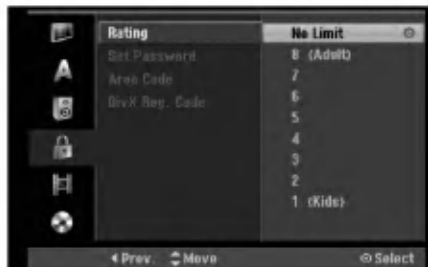 Rating
Set Password
Area Code
DivX Reg. Code
No Limit
8 (Adult)
7
6
5
4
3
2
1 (Kids)
Prev. Move Select